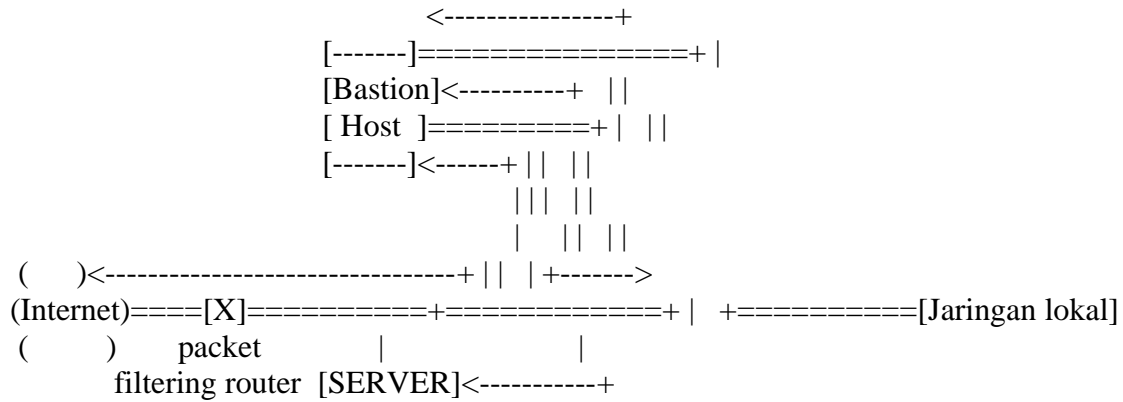 <----------------+
[-------]===============+ |
[Bastion]<----------+ | |
[ Host ]=========+ | | |
[-------]<------+ | | | |
| | | | |
| | | | |
( )<---------------------------------+ | | | +------->
(Internet)====[X]==========+============+ | +==========[Jaringan lokal]
( ) packet | |
filtering router [SERVER]<-----------+